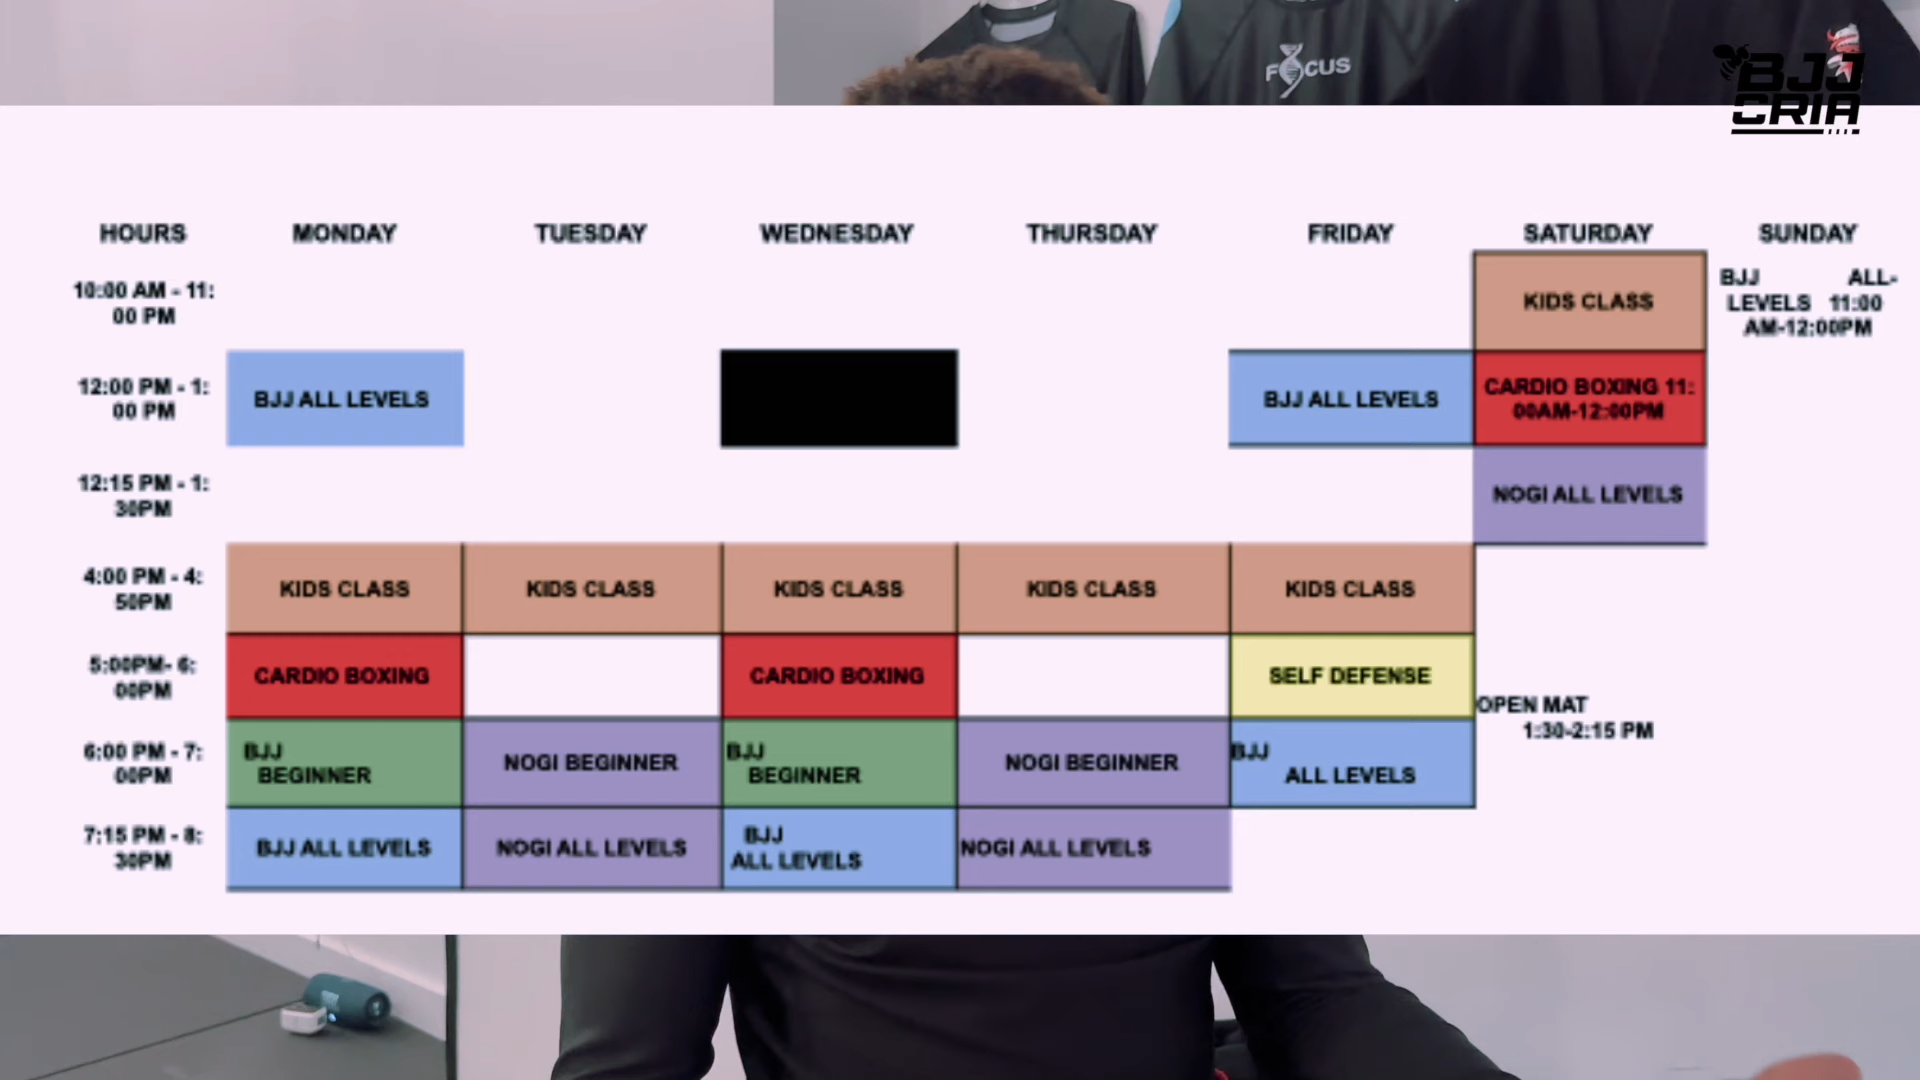 FOCUS
BJJ
CRIA
HOURS MONDAY TUESDAY WEDNESDAY THURSDAY FRIDAY SATURDAY SUNDAY
10:00 AM - 11:
00 PM
KIDS CLASS
BJJ ALL-
LEVELS 11:00
AM-12:00PM
12:00 PM - 1:
00 PM
BJJ ALL LEVELS
BJJ ALL LEVELS
CARDIO BOXING 11:
00AM-12:00PM
12:15 PM - 1:
30PM
NOGI ALL LEVELS
4:00 PM - 4:
50PM
KIDS CLASS
KIDS CLASS
KIDS CLASS
KIDS CLASS
KIDS CLASS
5:00PM- 6:
00PM
CARDIO BOXING
CARDIO BOXING
SELF DEFENSE
OPEN MAT
1:30-2:15 PM
6:00 PM - 7:
00PM
BJJ
BEGINNER
NOGI BEGINNER
BJJ
BEGINNER
NOGI BEGINNER
BJJ
ALL LEVELS
7:15 PM - 8:
30PM
BJJ ALL LEVELS
NOGI ALL LEVELS
BJJ
ALL LEVELS
NOGI ALL LEVELS